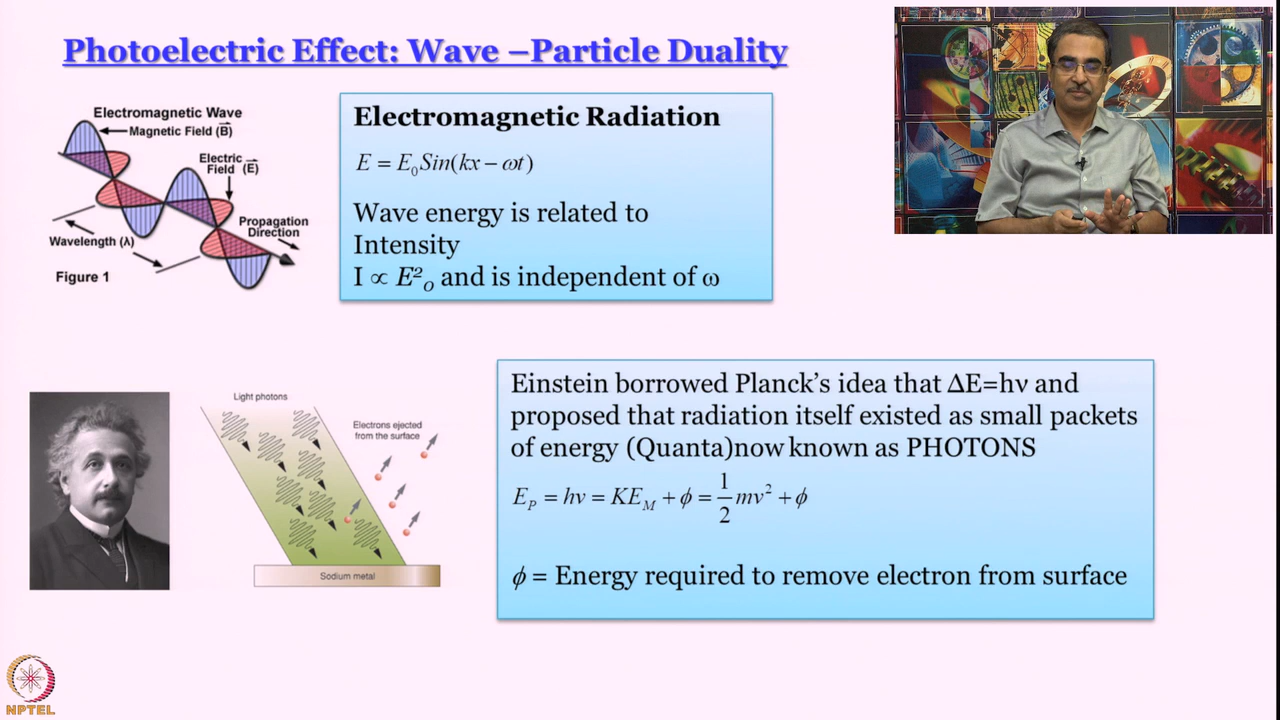 Photoelectric Effect: Wave –Particle Duality
Electromagnetic Wave
Magnetic Field (B⃗)
Electric
Field (E⃗)
Propagation
Direction
Wavelength (λ)
Figure 1
Electromagnetic Radiation
E = E₀Sin(kx − ωt)
Wave energy is related to
Intensity
I ∝ E²₀ and is independent of ω
Light photons
Electrons ejected
from the surface
Sodium metal
Einstein borrowed Planck's idea that ΔE=hν and
proposed that radiation itself existed as small packets
of energy (Quanta)now known as PHOTONS
E_P = hν = KE_M + ϕ = 1/2 mv² + ϕ
ϕ = Energy required to remove electron from surface
NPTEL